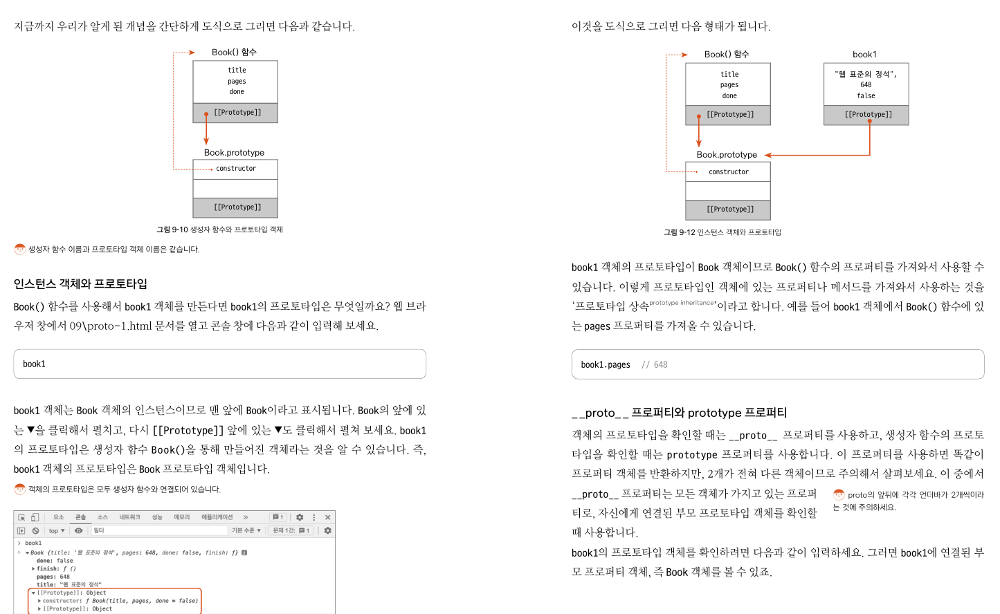 지금까지 우리가 알게 된 개념을 간단하게 도식으로 그리면 다음과 같습니다.
Book() 함수
title
pages
done
[[Prototype]]
Book.prototype
constructor
[[Prototype]]
그림 9-10 생성자 함수와 프로토타입 객체
생성자 함수 이름과 프로토타입 객체 이름은 같습니다.
인스턴스 객체와 프로토타입
Book() 함수를 사용해서 book1 객체를 만든다면 book1의 프로토타입은 무엇일까요? 웹 브라
우저 창에서 09\proto-1.html 문서를 열고 콘솔 창에 다음과 같이 입력해 보세요.
book1
book1 객체는 Book 객체의 인스턴스이므로 맨 앞에 Book이라고 표시됩니다. Book의 앞에 있
는 ▼을 클릭해서 펼치고, 다시 [[Prototype]] 앞에 있는 ▼도 클릭해서 펼쳐 보세요. book1
의 프로토타입은 생성자 함수 Book()을 통해 만들어진 객체라는 것을 알 수 있습니다. 즉,
book1 객체의 프로토타입은 Book 프로토타입 객체입니다.
객체의 프로토타입은 모두 생성자 함수와 연결되어 있습니다.
요소 콘솔 소스 네트워크 성능 메모리 애플리케이션 » 1
top ▼ 필터 기본 수준 ▼ 문제 1건: 1
> book1
▼Book {title: '웹 표준의 정석', pages: 648, done: false, finish: ƒ}
done: false
▶finish: ƒ ()
pages: 648
title: "웹 표준의 정석"
▼[[Prototype]]: Object
▶constructor: ƒ Book(title, pages, done = false)
▶[[Prototype]]: Object
이것을 도식으로 그리면 다음 형태가 됩니다.
Book() 함수
title
pages
done
[[Prototype]]
book1
"웹 표준의 정석",
648
false
[[Prototype]]
Book.prototype
constructor
[[Prototype]]
그림 9-12 인스턴스 객체와 프로토타입
book1 객체의 프로토타입이 Book 객체이므로 Book() 함수의 프로퍼티를 가져와서 사용할 수
있습니다. 이렇게 프로토타입인 객체에 있는 프로퍼티나 메서드를 가져와서 사용하는 것을
‘프로토타입 상속prototype inheritance’이라고 합니다. 예를 들어 book1 객체에서 Book() 함수에 있
는 pages 프로퍼티를 가져올 수 있습니다.
book1.pages // 648
__proto__ 프로퍼티와 prototype 프로퍼티
객체의 프로토타입을 확인할 때는 __proto__ 프로퍼티를 사용하고, 생성자 함수의 프로토
타입을 확인할 때는 prototype 프로퍼티를 사용합니다. 이 프로퍼티를 사용하면 똑같이
프로퍼티 객체를 반환하지만, 2개가 전혀 다른 객체이므로 주의해서 살펴보세요. 이 중에서
__proto__ 프로퍼티는 모든 객체가 가지고 있는 프로퍼
티로, 자신에게 연결된 부모 프로토타입 객체를 확인할
때 사용합니다.
proto의 앞뒤에 각각 언더바가 2개씩이라
는 것에 주의하세요.
book1의 프로토타입 객체를 확인하려면 다음과 같이 입력하세요. 그러면 book1에 연결된 부
모 프로퍼티 객체, 즉 Book 객체를 볼 수 있죠.